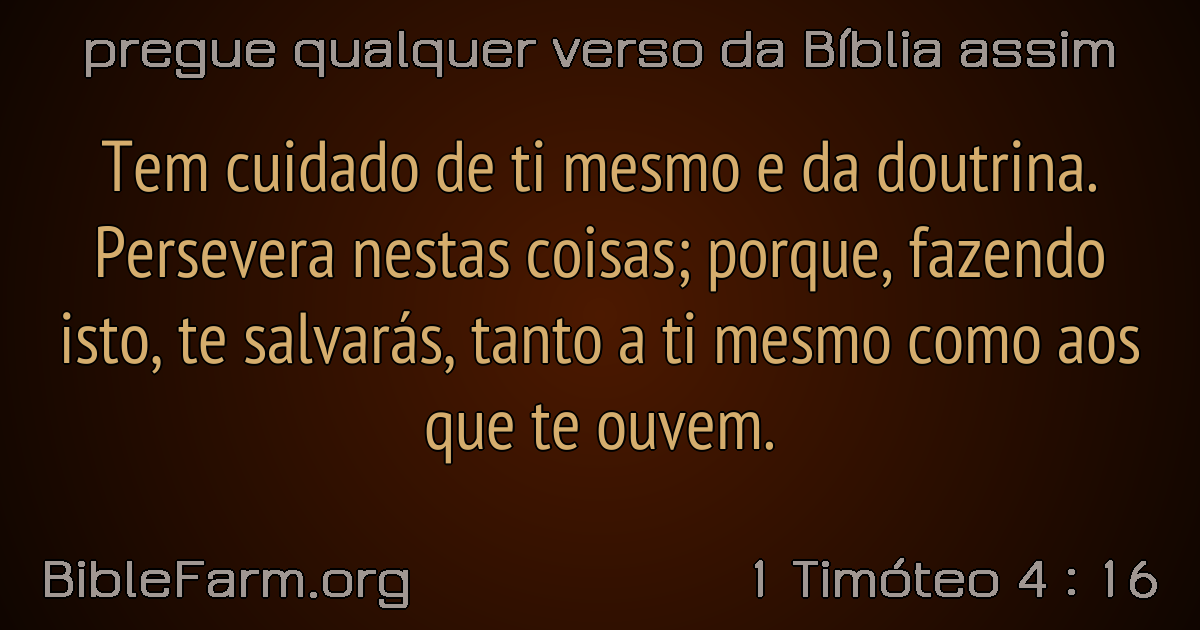 pregue qualquer verso da Bíblia assim
Tem cuidado de ti mesmo e da doutrina.
Persevera nestas coisas; porque, fazendo
isto, te salvarás, tanto a ti mesmo como aos
que te ouvem.
BibleFarm.org
1 Timóteo 4 : 16